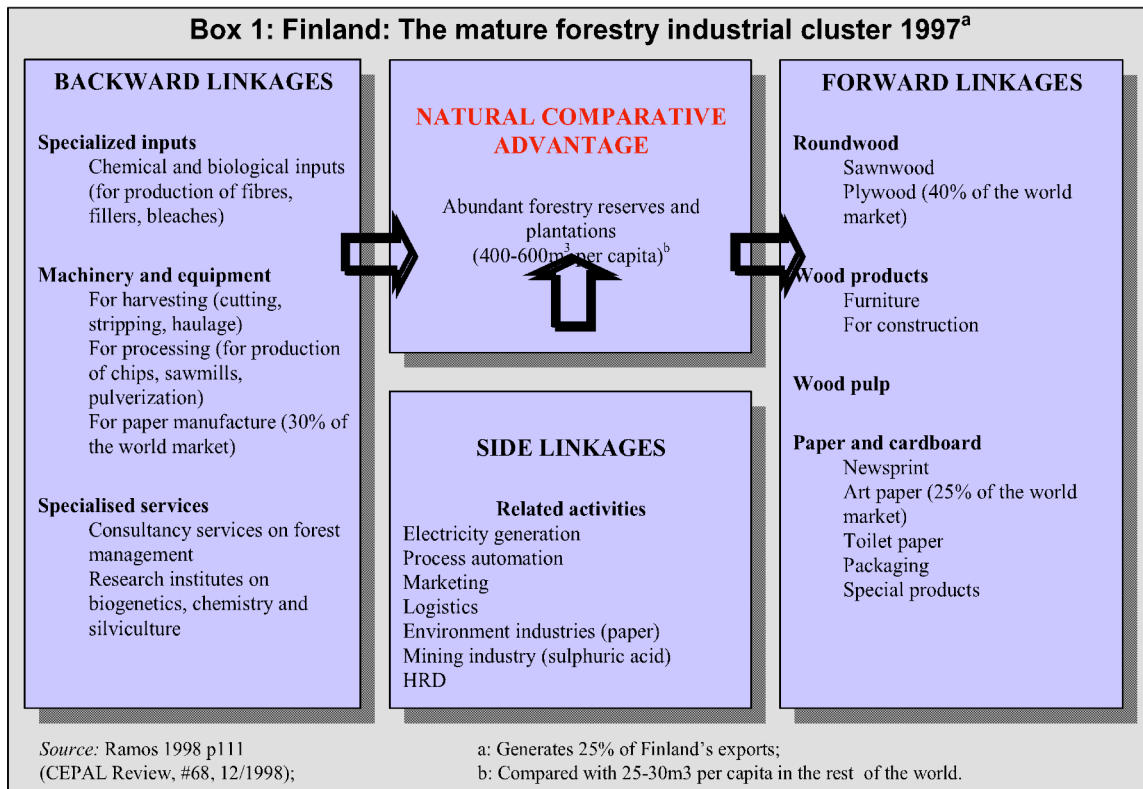 Box 1: Finland: The mature forestry industrial cluster 1997a
BACKWARD LINKAGES
Specialized inputs
Chemical and biological inputs
(for production of fibres,
fillers, bleaches)
Machinery and equipment
For harvesting (cutting,
stripping, haulage)
For processing (for production
of chips, sawmills,
pulverization)
For paper manufacture (30% of
the world market)
Specialised services
Consultancy services on forest
management
Research institutes on
biogenetics, chemistry and
silviculture
NATURAL COMPARATIVE
ADVANTAGE
Abundant forestry reserves and
plantations
(400-600m3 per capita)b
SIDE LINKAGES
Related activities
Electricity generation
Process automation
Marketing
Logistics
Environment industries (paper)
Mining industry (sulphuric acid)
HRD
FORWARD LINKAGES
Roundwood
Sawnwood
Plywood (40% of the world
market)
Wood products
Furniture
For construction
Wood pulp
Paper and cardboard
Newsprint
Art paper (25% of the world
market)
Toilet paper
Packaging
Special products
Source: Ramos 1998 p111
(CEPAL Review, #68, 12/1998);
a: Generates 25% of Finland's exports;
b: Compared with 25-30m3 per capita in the rest of the world.